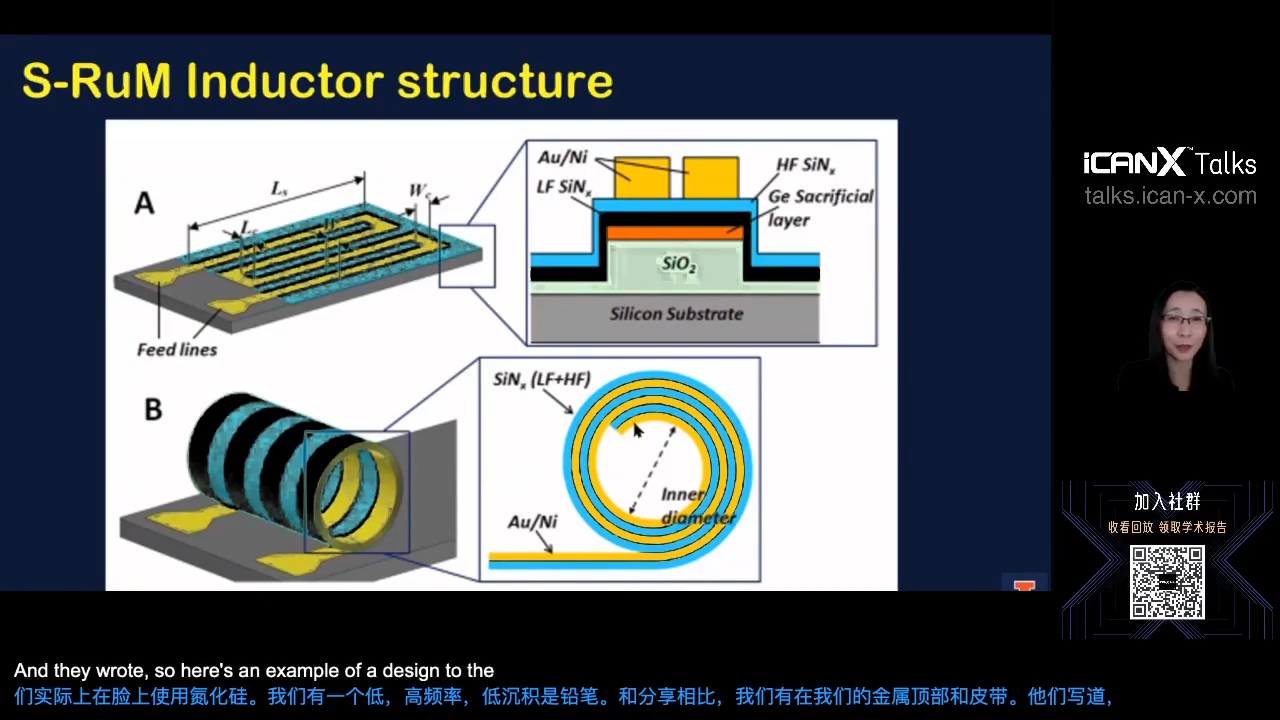 S-RuM Inductor structure
A
Ls
Wc
Lc
Feed lines
Au/Ni
LF SiNx
HF SiNx
Ge Sacrificial
layer
SiO2
Silicon Substrate
B
SiNx (LF+HF)
Inner
diameter
Au/Ni
iCANX™ Talks
talks.ican-x.com
加入社群
收看回放 领取学术报告
And they wrote, so here's an example of a design to the
们实际上在脸上使用氮化硅。我们有一个低，高频率，低沉积是铅笔。和分享相比，我们有在我们的金属顶部和皮带。他们写道，